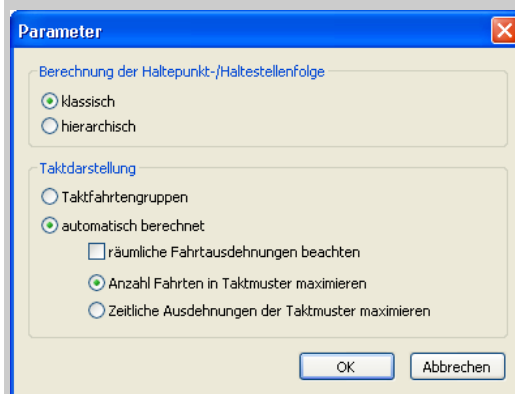 Parameter
Berechnung der Haltepunkt-/Haltestellenfolge
klassisch
hierarchisch
Taktdarstellung
Taktfahrtengruppen
automatisch berechnet
räumliche Fahrtausdehnungen beachten
Anzahl Fahrten in Taktmuster maximieren
Zeitliche Ausdehnungen der Taktmuster maximieren
OK Abbrechen